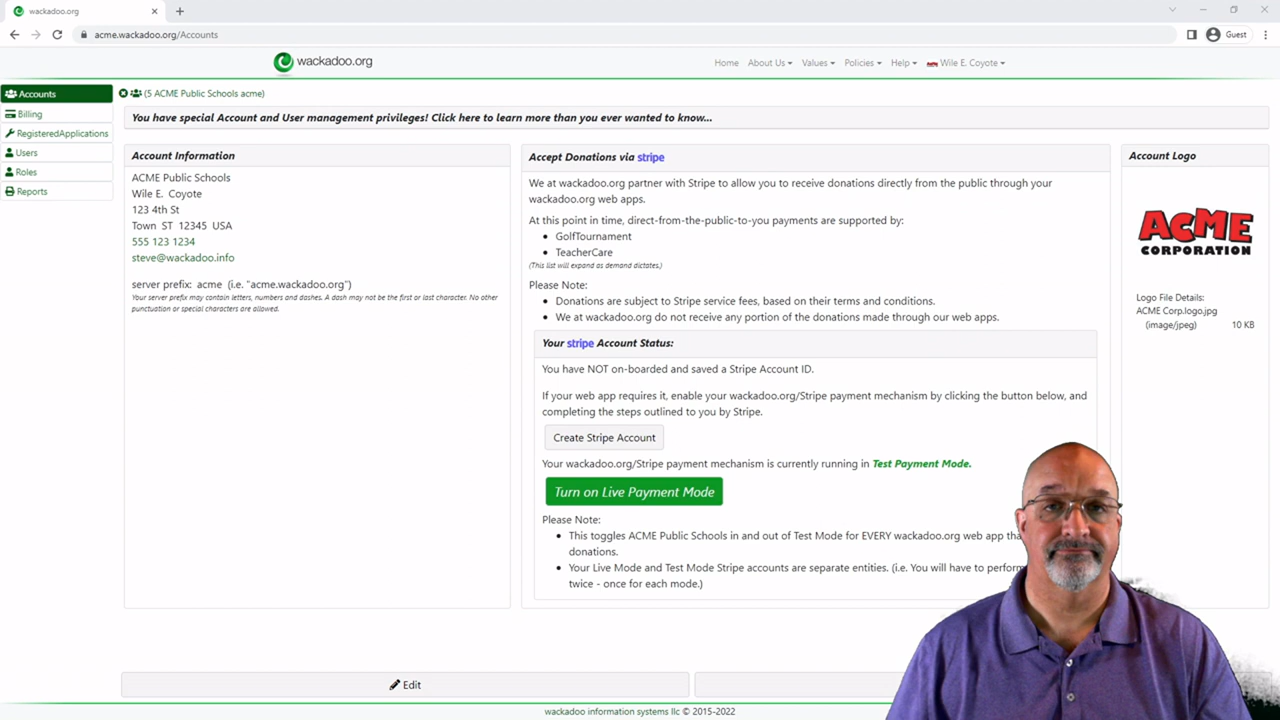 wackadoo.org
acme.wackadoo.org/Accounts
Guest
wackadoo.org
Home About Us Values Policies Help Wile E. Coyote
Accounts
Billing
RegisteredApplications
Users
Roles
Reports
(5 ACME Public Schools acme)
You have special Account and User management privileges! Click here to learn more than you ever wanted to know...
Account Information
ACME Public Schools
Wile E. Coyote
123 4th St
Town ST 12345 USA
555 123 1234
steve@wackadoo.info
server prefix: acme (i.e. "acme.wackadoo.org")
Your server prefix may contain letters, numbers and dashes. A dash may not be the first or last character. No other
punctuation or special characters are allowed.
Accept Donations via stripe
We at wackadoo.org partner with Stripe to allow you to receive donations directly from the public through your
wackadoo.org web apps.
At this point in time, direct-from-the-public-to-you payments are supported by:
• GolfTournament
• TeacherCare
(This list will expand as demand dictates.)
Please Note:
• Donations are subject to Stripe service fees, based on their terms and conditions.
• We at wackadoo.org do not receive any portion of the donations made through our web apps.
Your stripe Account Status:
You have NOT on-boarded and saved a Stripe Account ID.
If your web app requires it, enable your wackadoo.org/Stripe payment mechanism by clicking the button below, and
completing the steps outlined to you by Stripe.
Create Stripe Account
Your wackadoo.org/Stripe payment mechanism is currently running in Test Payment Mode.
Turn on Live Payment Mode
Please Note:
• This toggles ACME Public Schools in and out of Test Mode for EVERY wackadoo.org web app
donations.
• Your Live Mode and Test Mode Stripe accounts are separate entities. (i.e. You will have to perform
twice - once for each mode.)
Account Logo
ACME
CORPORATION
Logo File Details:
ACME Corp.logo.jpg
(image/jpeg) 10 KB
Edit
wackadoo information systems llc © 2015-2022